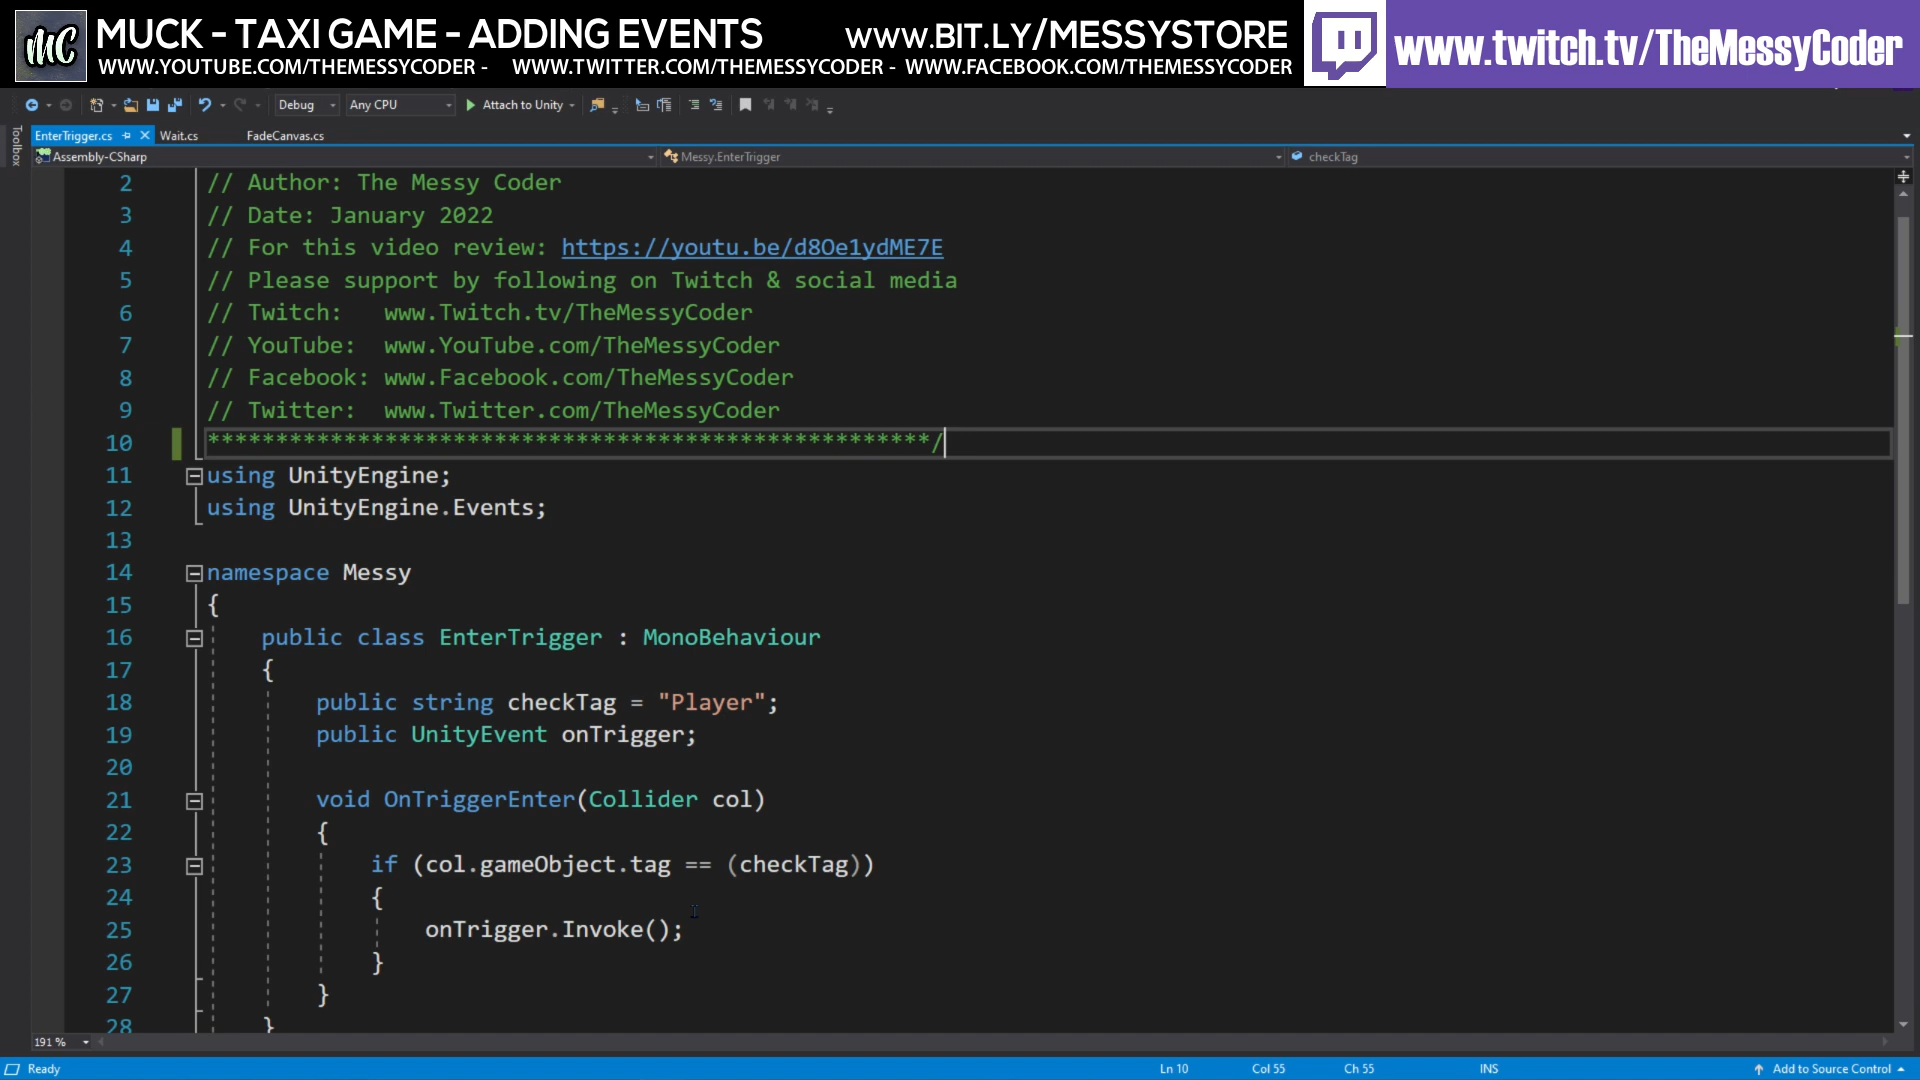 MC
MUCK - TAXI GAME - ADDING EVENTS
WWW.BIT.LY/MESSYSTORE
WWW.YOUTUBE.COM/THEMESSYCODER - WWW.TWITTER.COM/THEMESSYCODER - WWW.FACEBOOK.COM/THEMESSYCODER
www.twitch.tv/TheMessyCoder
Debug Any CPU Attach to Unity
Toolbox
EnterTrigger.cs Wait.cs FadeCanvas.cs
Assembly-CSharp Messy.EnterTrigger checkTag
2 // Author: The Messy Coder
3 // Date: January 2022
4 // For this video review: https://youtu.be/d8Oe1ydME7E
5 // Please support by following on Twitch & social media
6 // Twitch: www.Twitch.tv/TheMessyCoder
7 // YouTube: www.YouTube.com/TheMessyCoder
8 // Facebook: www.Facebook.com/TheMessyCoder
9 // Twitter: www.Twitter.com/TheMessyCoder
10 *****************************************************/
11 using UnityEngine;
12 using UnityEngine.Events;
13
14 namespace Messy
15 {
16 public class EnterTrigger : MonoBehaviour
17 {
18 public string checkTag = "Player";
19 public UnityEvent onTrigger;
20
21 void OnTriggerEnter(Collider col)
22 {
23 if (col.gameObject.tag == (checkTag))
24 {
25 onTrigger.Invoke();
26 }
27 }
28 }
191 %
Ready Ln 10 Col 55 Ch 55 INS Add to Source Control